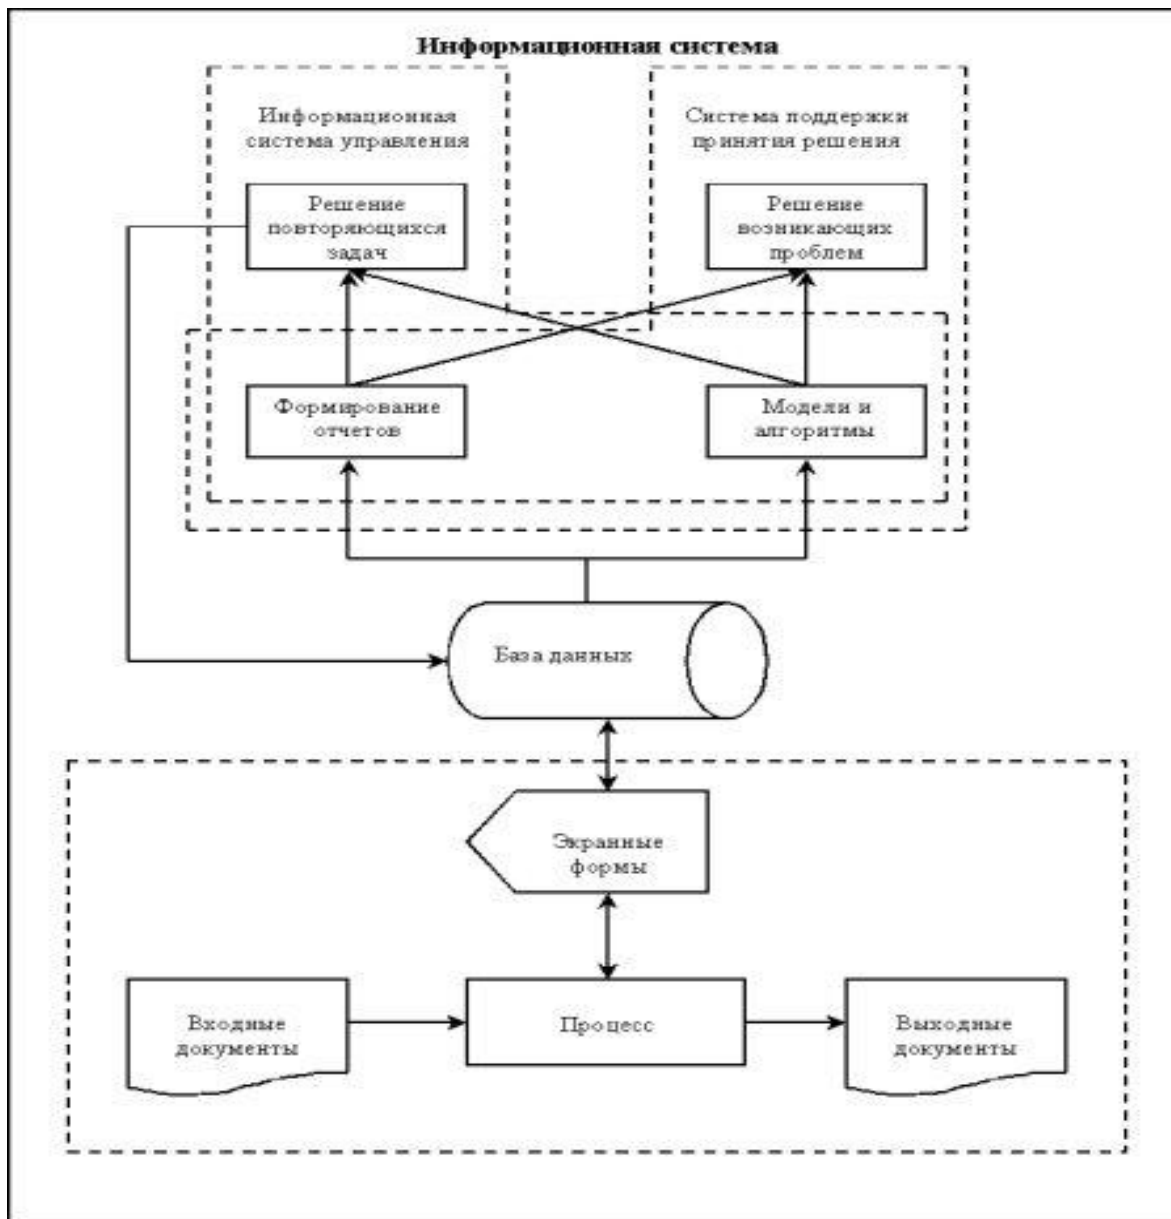 Информационная система
Информационная
система управления
Система поддержки
принятия решения
Решение
повторяющихся
задач
Решение
возникающих
проблем
Формирование
отчетов
Модели и
алгоритмы
База данных
Экранные
формы
Входные
документы
Процесс
Выходные
документы